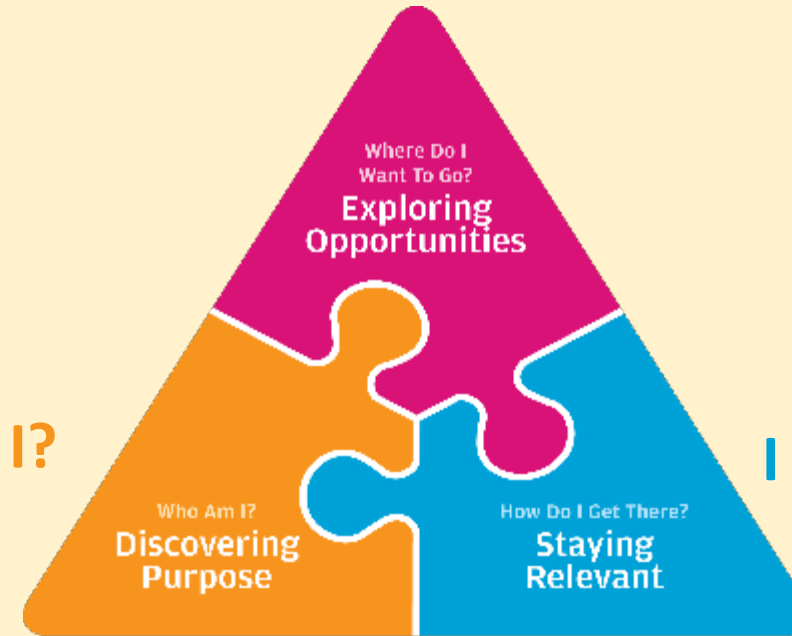 Where Do I
Want To Go?
Exploring
Opportunities
I?
I
Who Am I?
Discovering
Purpose
How Do I Get There?
Staying
Relevant